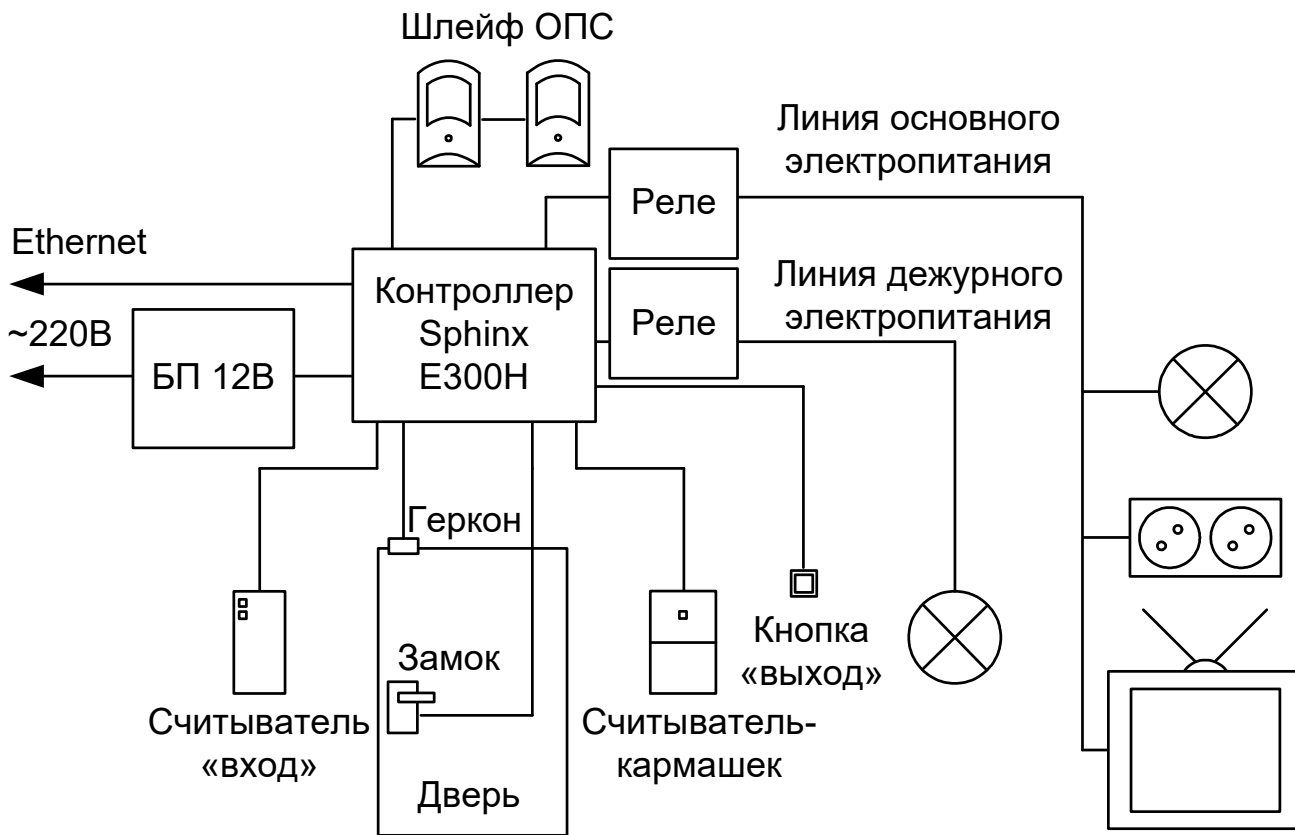 Шлейф ОПС
Линия основного
электропитания
Реле
Ethernet
Контроллер
Sphinx
E300H
Линия дежурного
электропитания
Реле
~220В
БП 12В
Геркон
Замок
Кнопка
«выход»
Считыватель
«вход»
Считыватель-
кармашек
Дверь